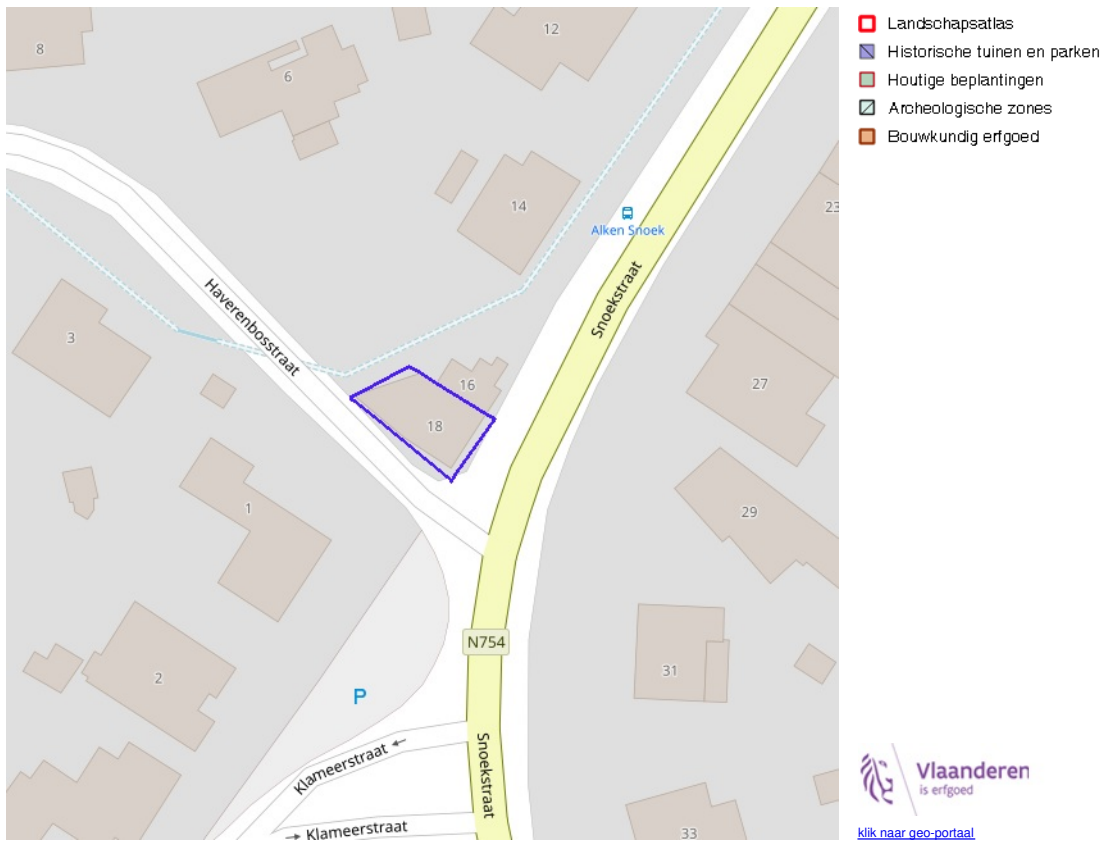 8
12
6
14
23
Alken Snoek
Snoekstraat
Haverenbosstraat
3
16
27
18
1
29
N754
31
2
P
Snoekstraat
Klameerstraat ←
→ Klameerstraat
33
Landschapsatlas
Historische tuinen en parken
Houtige beplantingen
Archeologische zones
Bouwkundig erfgoed
Vlaanderen
is erfgoed
klik naar geo-portaal